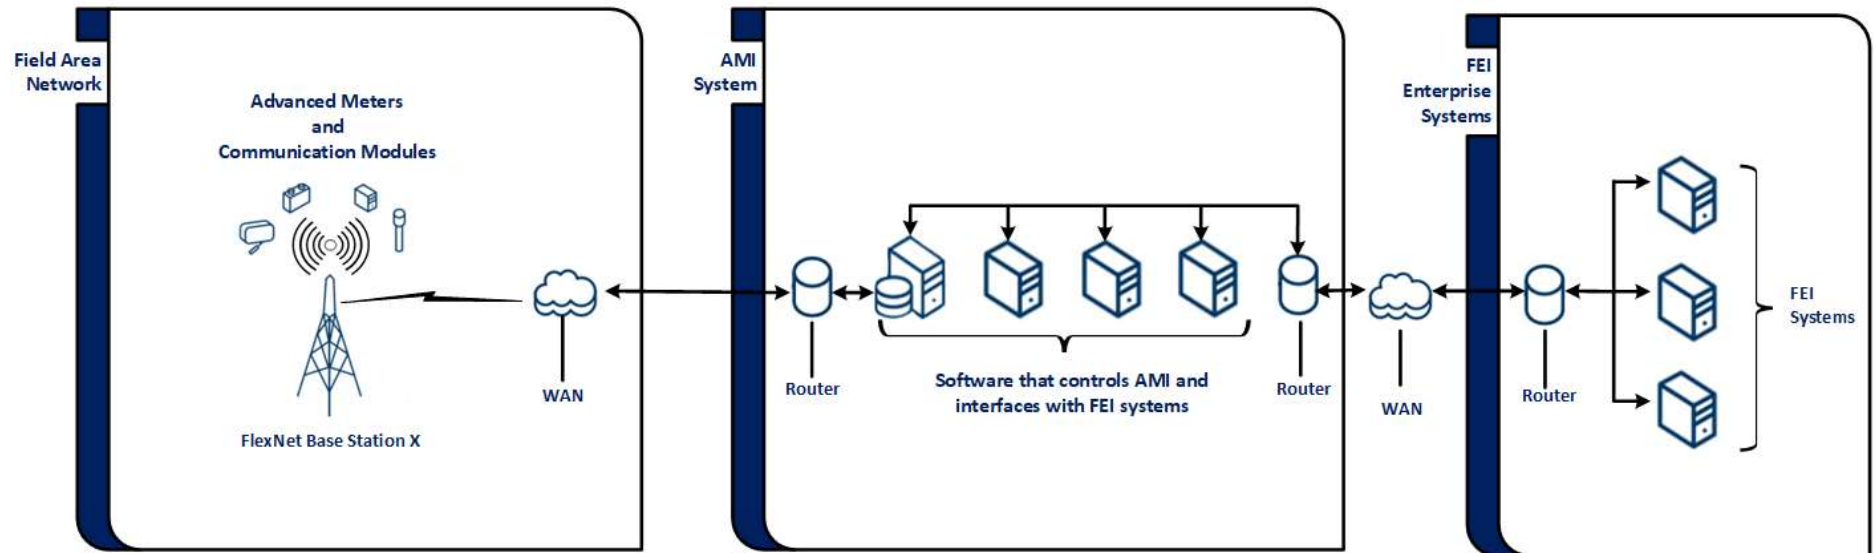 Field Area
Network
Advanced Meters
and
Communication Modules
WAN
FlexNet Base Station X
AMI
System
Router
Software that controls AMI and
interfaces with FEI systems
Router
WAN
FEI
Enterprise
Systems
Router
FEI
Systems